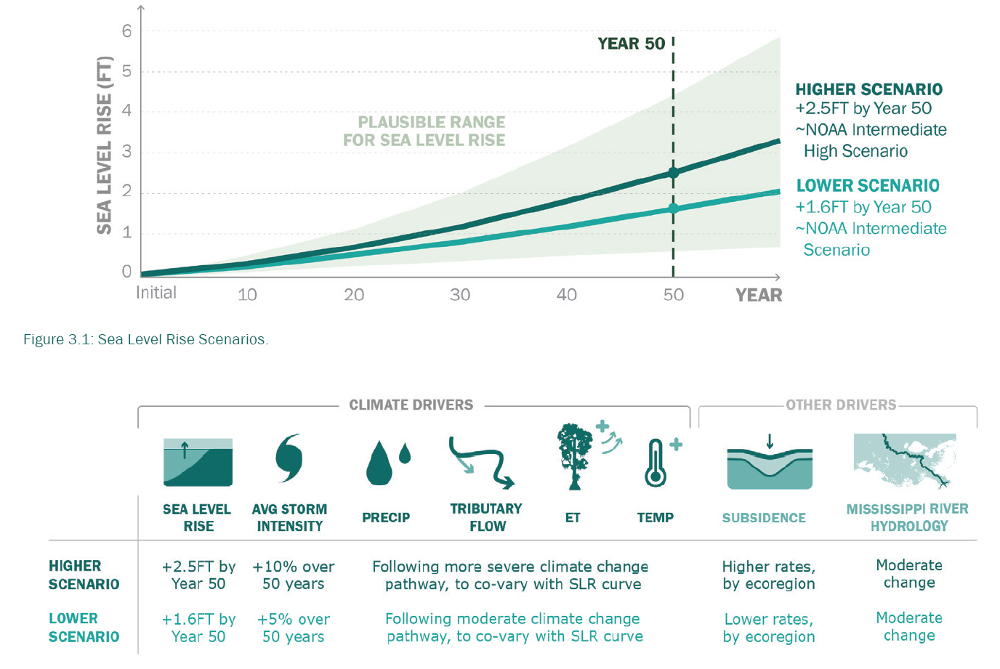 6
5
4
3
2
1
0
SEA LEVEL RISE (FT)
YEAR 50
PLAUSIBLE RANGE
FOR SEA LEVEL RISE
HIGHER SCENARIO
+2.5FT by Year 50
~NOAA Intermediate
High Scenario
LOWER SCENARIO
+1.6FT by Year 50
~NOAA Intermediate
Scenario
Initial 10 20 30 40 50 YEAR
Figure 3.1: Sea Level Rise Scenarios.
CLIMATE DRIVERS
OTHER DRIVERS
SEA LEVEL
RISE
AVG STORM
INTENSITY
PRECIP
TRIBUTARY
FLOW
ET
TEMP
SUBSIDENCE
MISSISSIPPI RIVER
HYDROLOGY
HIGHER
SCENARIO
+2.5FT by
Year 50
+10% over
50 years
Following more severe climate change
pathway, to co-vary with SLR curve
Higher rates,
by ecoregion
Moderate
change
LOWER
SCENARIO
+1.6FT by
Year 50
+5% over
50 years
Following moderate climate change
pathway, to co-vary with SLR curve
Lower rates,
by ecoregion
Moderate
change